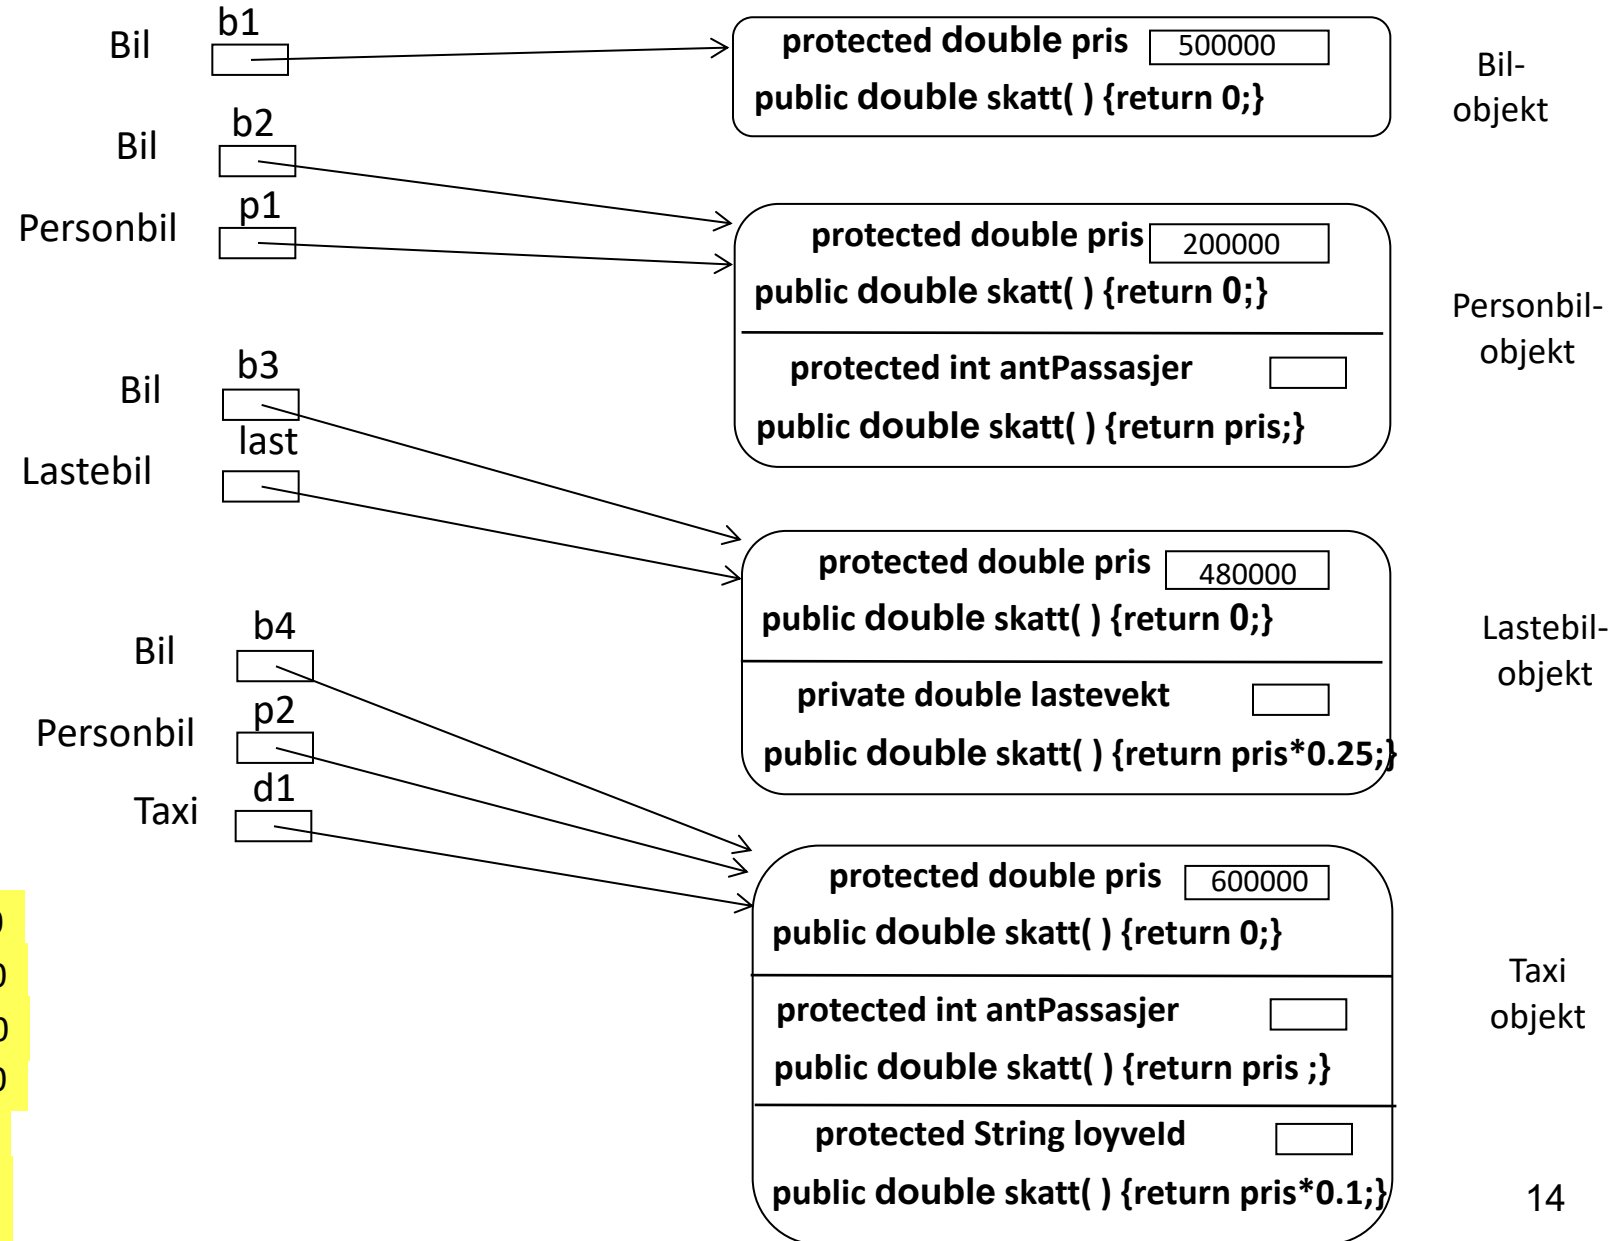 Bil b1
protected double pris 500000
public double skatt( ) {return 0;}
Bil-
objekt
Bil b2
Personbil p1
protected double pris 200000
public double skatt( ) {return 0;}
protected int antPassasjer
public double skatt( ) {return pris;}
Personbil-
objekt
Bil b3
Lastebil last
protected double pris 480000
public double skatt( ) {return 0;}
private double lastevekt
public double skatt( ) {return pris*0.25;}
Lastebil-
objekt
Bil b4
Personbil p2
Taxi d1
protected double pris 600000
public double skatt( ) {return 0;}
protected int antPassasjer
public double skatt( ) {return pris ;}
protected String loyveId
public double skatt( ) {return pris*0.1;}
Taxi
objekt
14